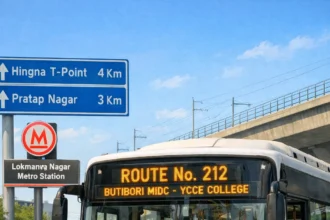 Hingna T-Point 4 Km
Pratap Nagar 3 Km
M
Lokmanya Nagar
Metro Station
ROUTE No. 212
BUTIBORI MIDC - YCCE COLLEGE